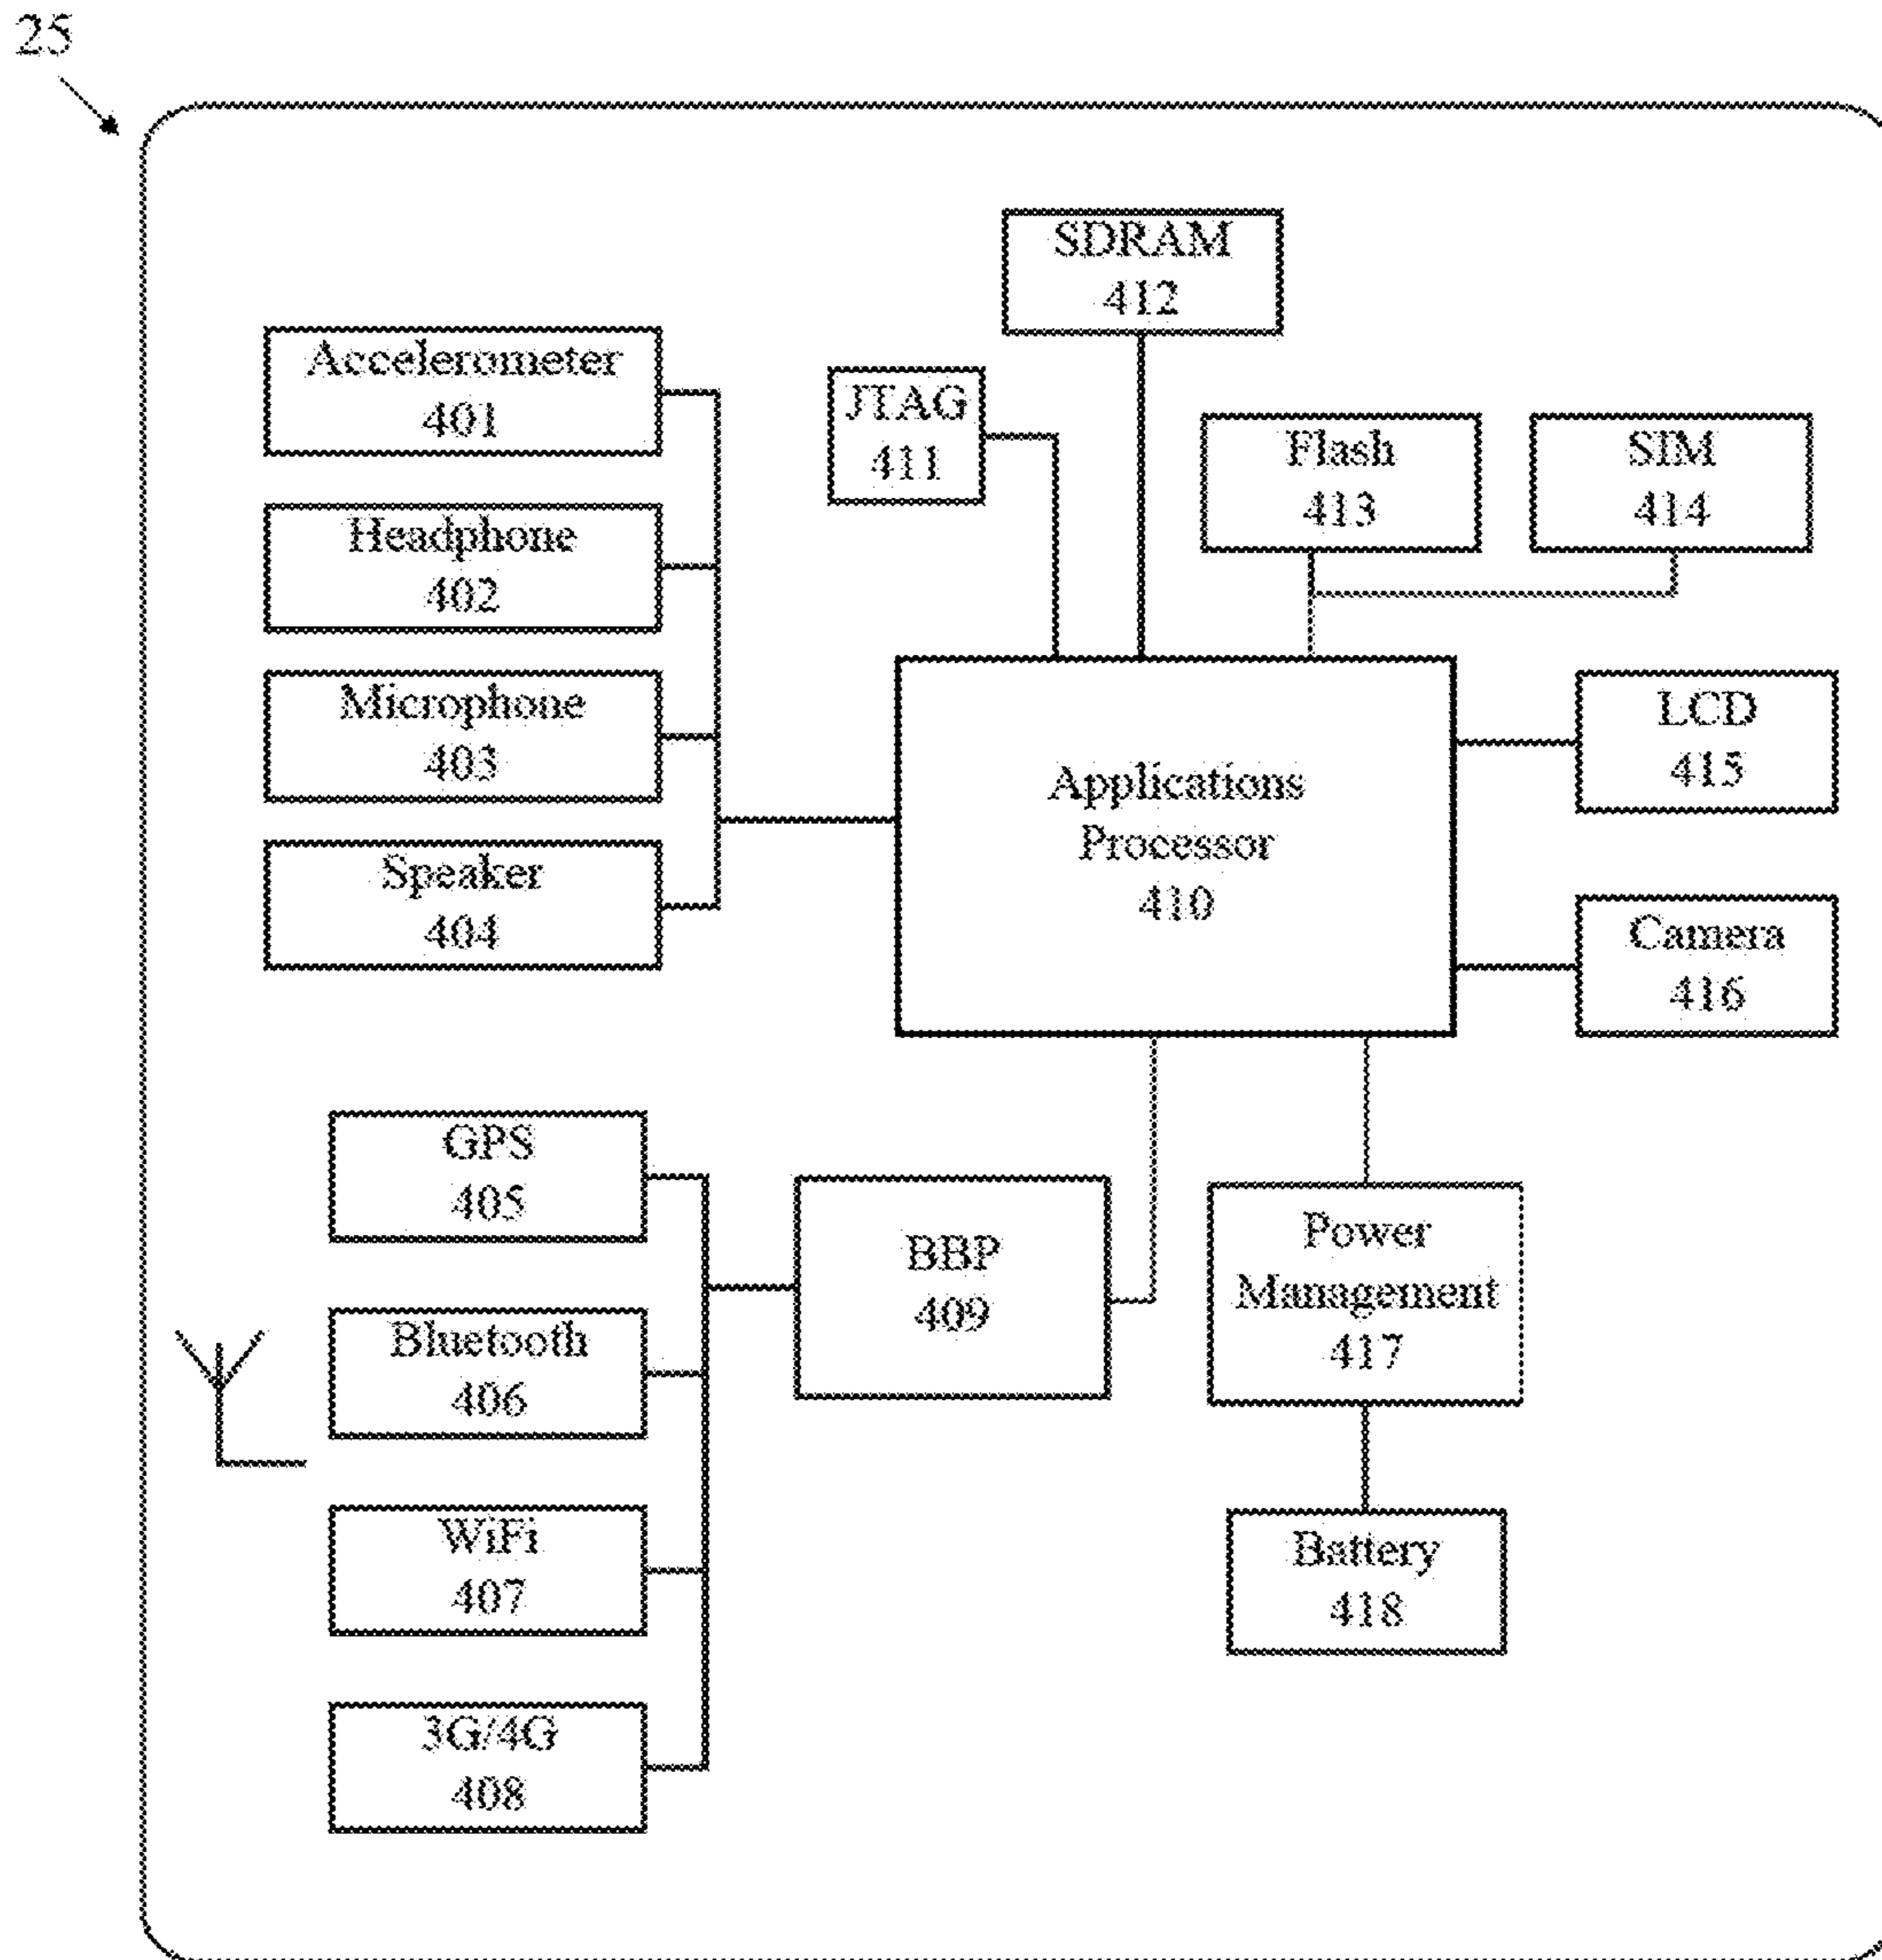 25
SDRAM
412
Accelerometer
401
JTAG
411
Flash
413
SIM
414
Headphone
402
Microphone
403
LCD
415
Applications
Processor
410
Speaker
404
Camera
416
GPS
405
BBP
409
Power
Management
417
Bluetooth
406
WiFi
407
Battery
418
3G/4G
408